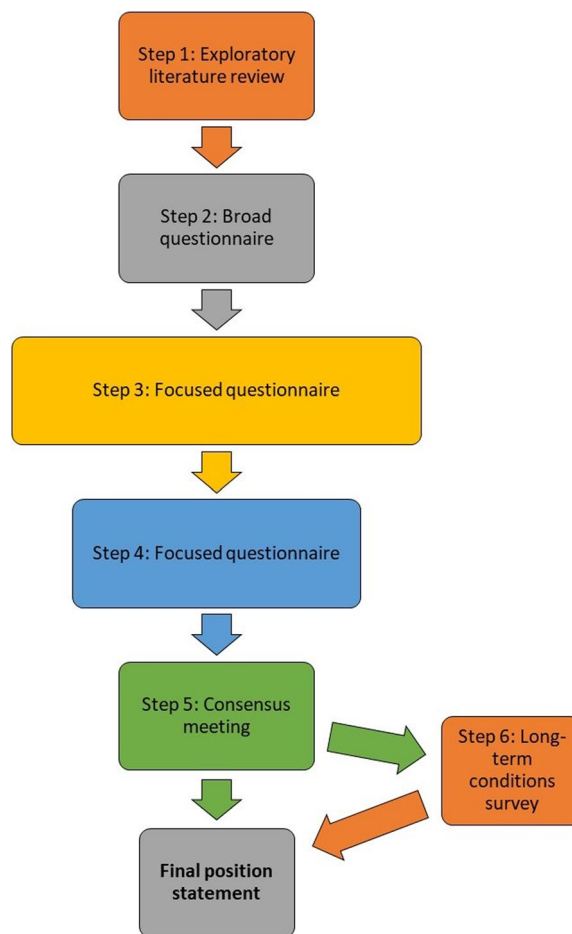 Step 1: Exploratory
literature review
Step 2: Broad
questionnaire
Step 3: Focused questionnaire
Step 4: Focused questionnaire
Step 5: Consensus
meeting
Step 6: Long-
term
conditions
survey
Final position
statement